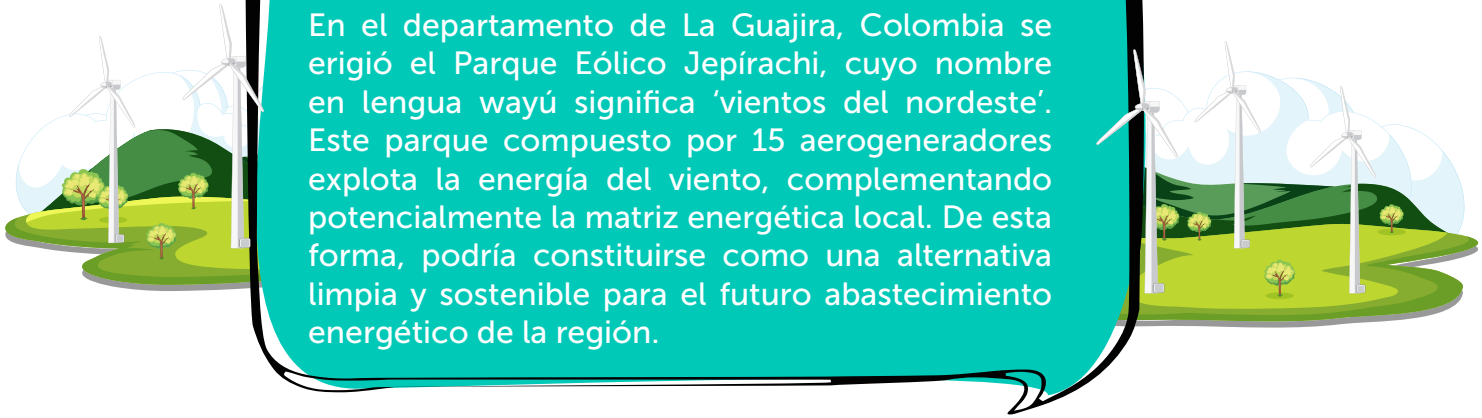 En el departamento de La Guajira, Colombia se
erigió el Parque Eólico Jepírachi, cuyo nombre
en lengua wayú significa ‘vientos del nordeste’.
Este parque compuesto por 15 aerogeneradores
explota la energía del viento, complementando
potencialmente la matriz energética local. De esta
forma, podría constituirse como una alternativa
limpia y sostenible para el futuro abastecimiento
energético de la región.